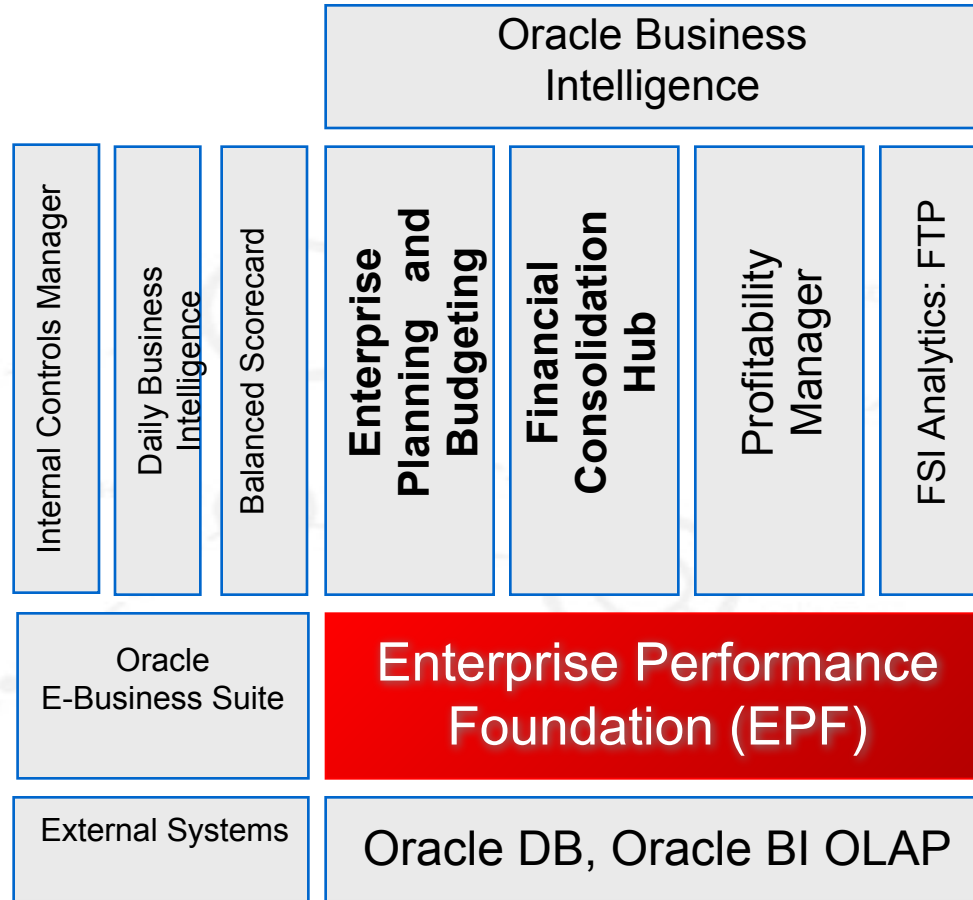 Oracle Business
Intelligence
Internal Controls Manager
Daily Business
Intelligence
Balanced Scorecard
Enterprise
Planning and
Budgeting
Financial
Consolidation
Hub
Profitability
Manager
FSI Analytics: FTP
Oracle
E-Business Suite
Enterprise Performance
Foundation (EPF)
External Systems
Oracle DB, Oracle BI OLAP